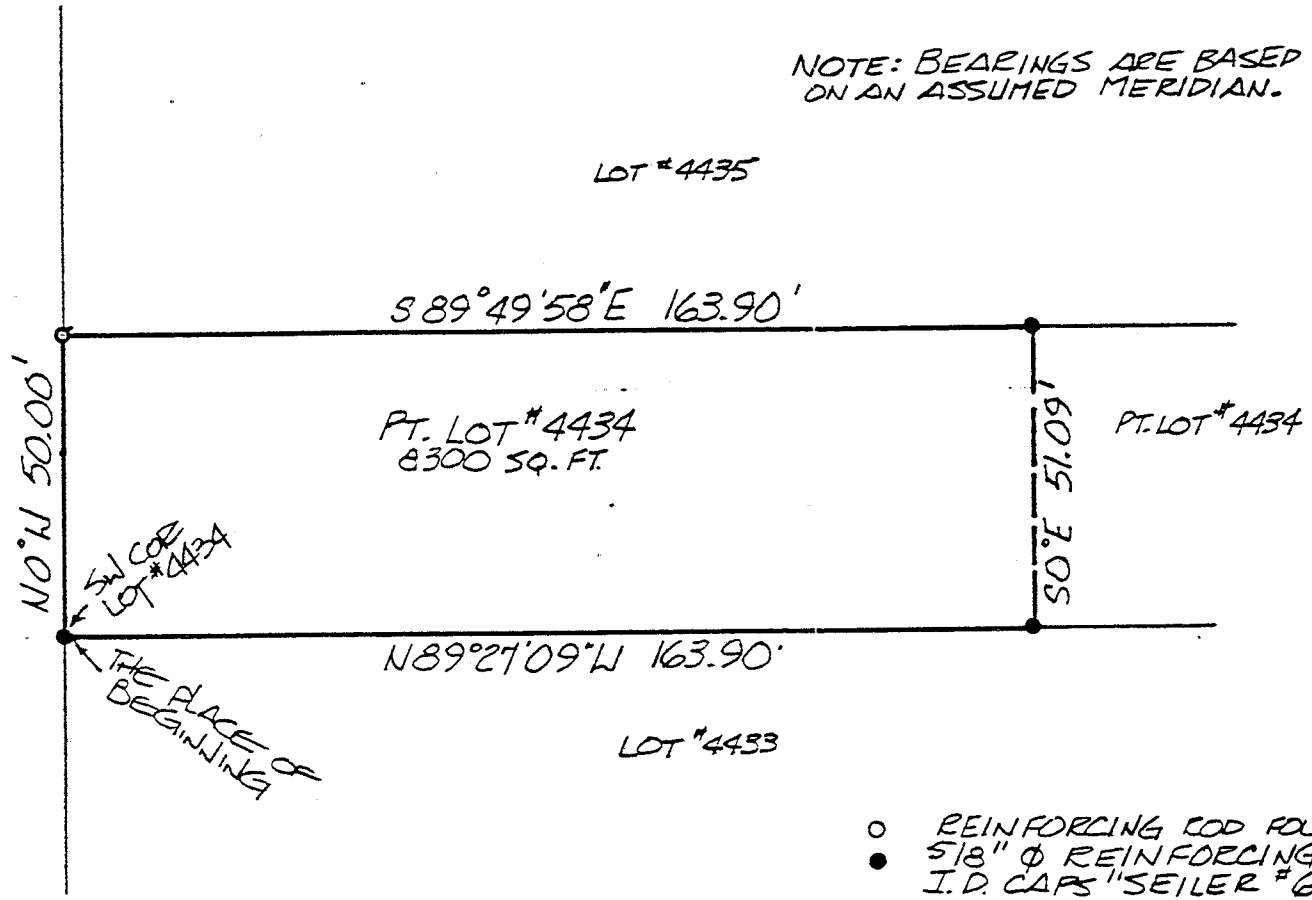 NOTE: BEARINGS ARE BASED
ON AN ASSUMED MERIDIAN.
LOT #4435
S 89°49'58"E 163.90'
N0°W 50.00'
PT. LOT #4434
8300 SQ. FT.
S0°E 51.09'
PT. LOT #4434
SW COR
LOT #4434
N89°27'09"W 163.90'
THE PLACE OF
BEGINNING
LOT #4433
REINFORCING ROD FOU
5/8" Φ REINFORCING
I.D. CAPS "SEILER #6